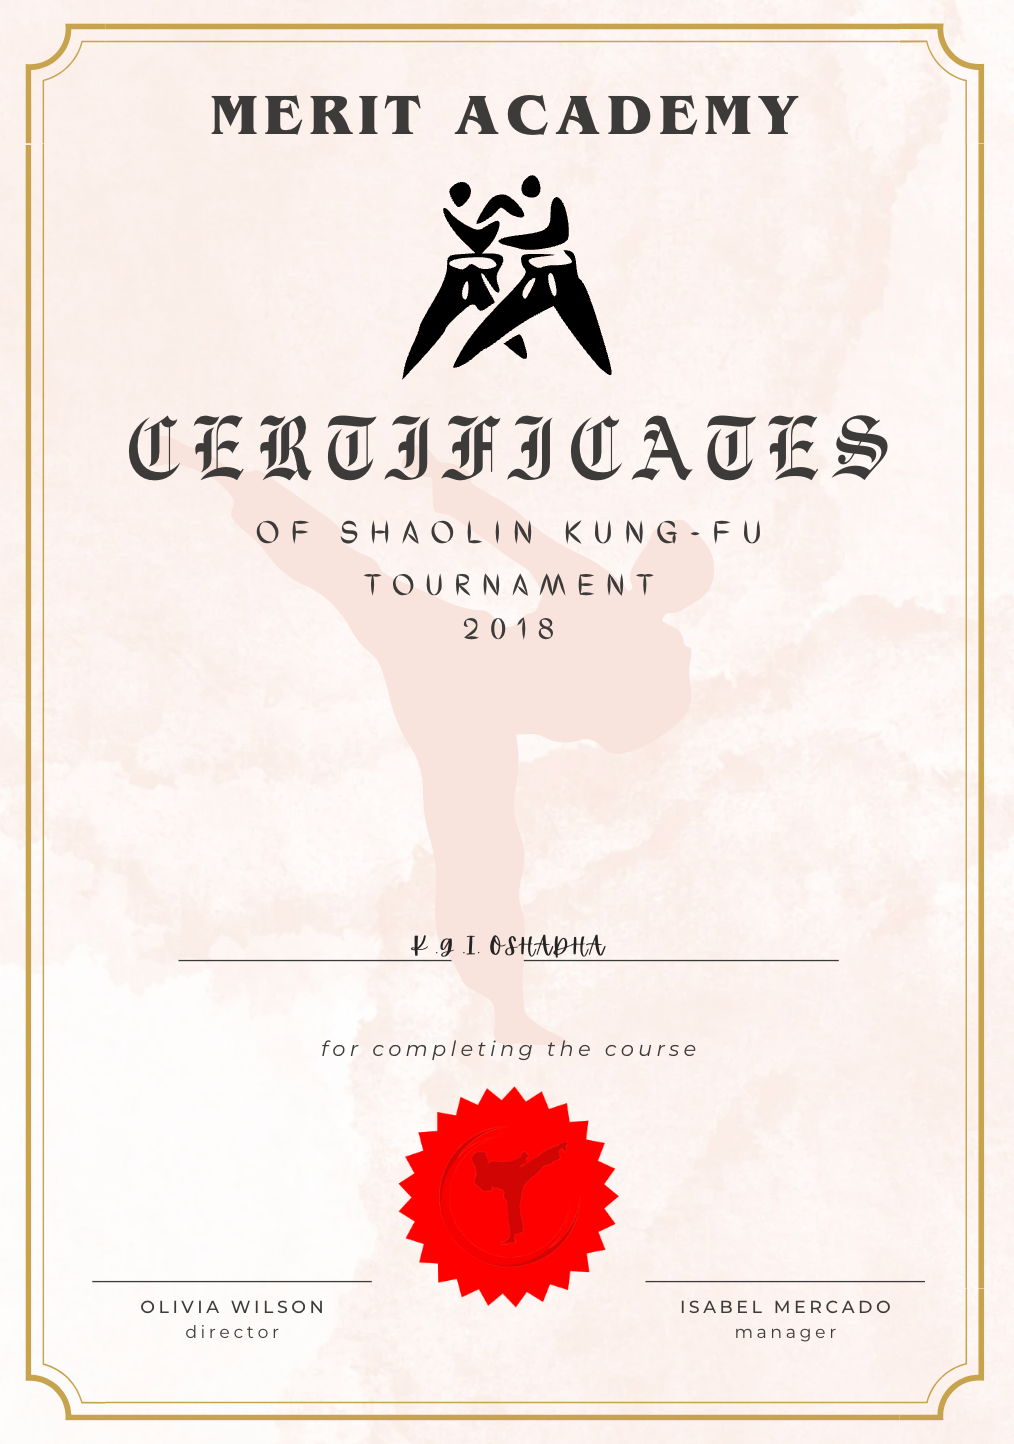 MERIT ACADEMY
CERTIFICATES
OF SHAOLIN KUNG-FU
TOURNAMENT
2018
K .g .I. OSHADHA
for completing the course
OLIVIA WILSON
director
ISABEL MERCADO
manager